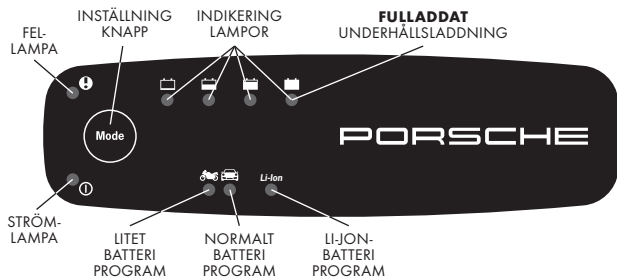 INSTÄLLNING
KNAPP
INDIKERING
LAMPOR
FULLADDAT
UNDERHÅLLSLADDNING
FEL-
LAMPA
Mode
PORSCHE
Li-Ion
STRÖM-
LAMPA
LITET
BATTERI
PROGRAM
NORMALT
BATTERI
PROGRAM
LI-JON-
BATTERI
PROGRAM